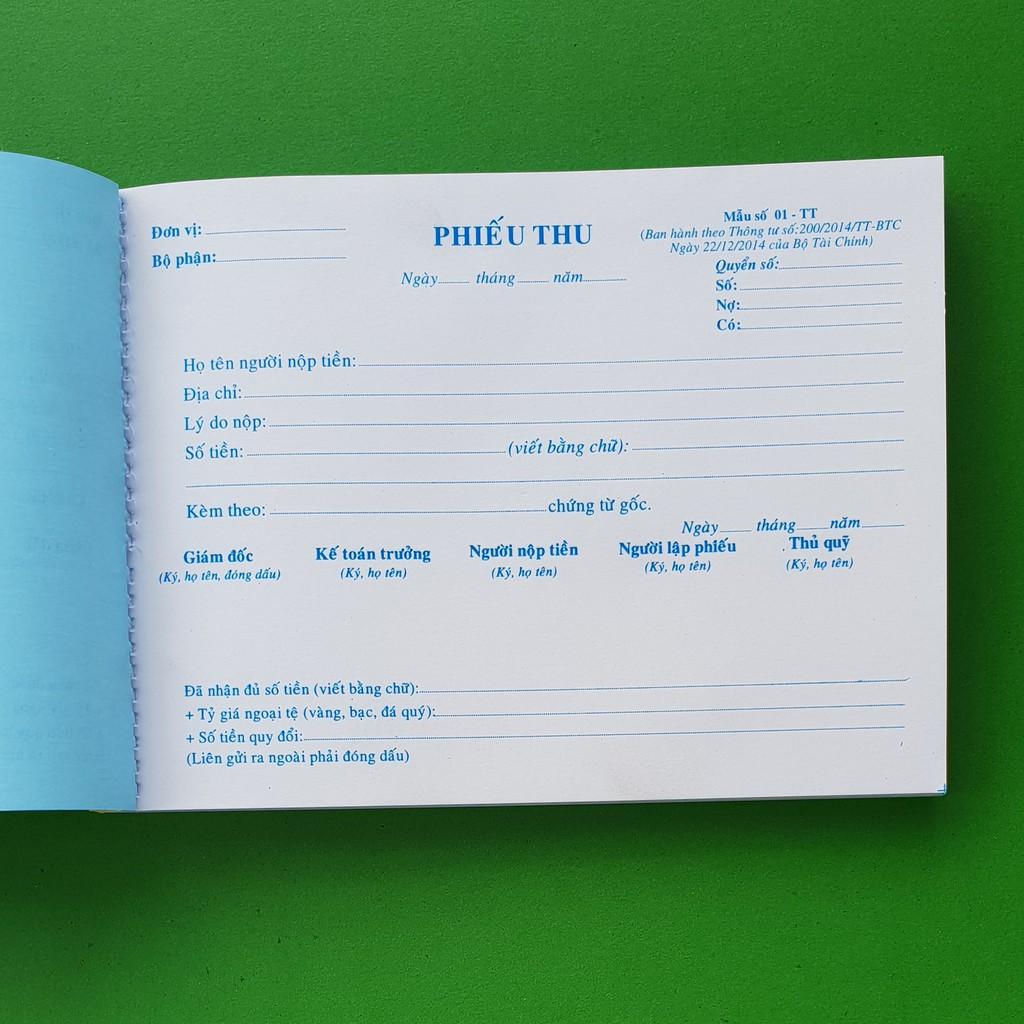 Đơn vị:
Bộ phận:
PHIẾU THU
Ngày tháng năm
Mẫu số 01 - TT
(Ban hành theo Thông tư số:200/2014/TT-BTC
Ngày 22/12/2014 của Bộ Tài Chính)
Quyển số:
Số:
Nợ:
Có:
Họ tên người nộp tiền:
Địa chỉ:
Lý do nộp:
Số tiền: (viết bằng chữ):
Kèm theo: chứng từ gốc.
Ngày tháng năm
Giám đốc Kế toán trưởng Người nộp tiền Người lập phiếu Thủ quỹ
(Ký, họ tên, đóng dấu) (Ký, họ tên) (Ký, họ tên) (Ký, họ tên) (Ký, họ tên)
Đã nhận đủ số tiền (viết bằng chữ):
+ Tỷ giá ngoại tệ (vàng, bạc, đá quý):
+ Số tiền quy đổi:
(Liên gửi ra ngoài phải đóng dấu)